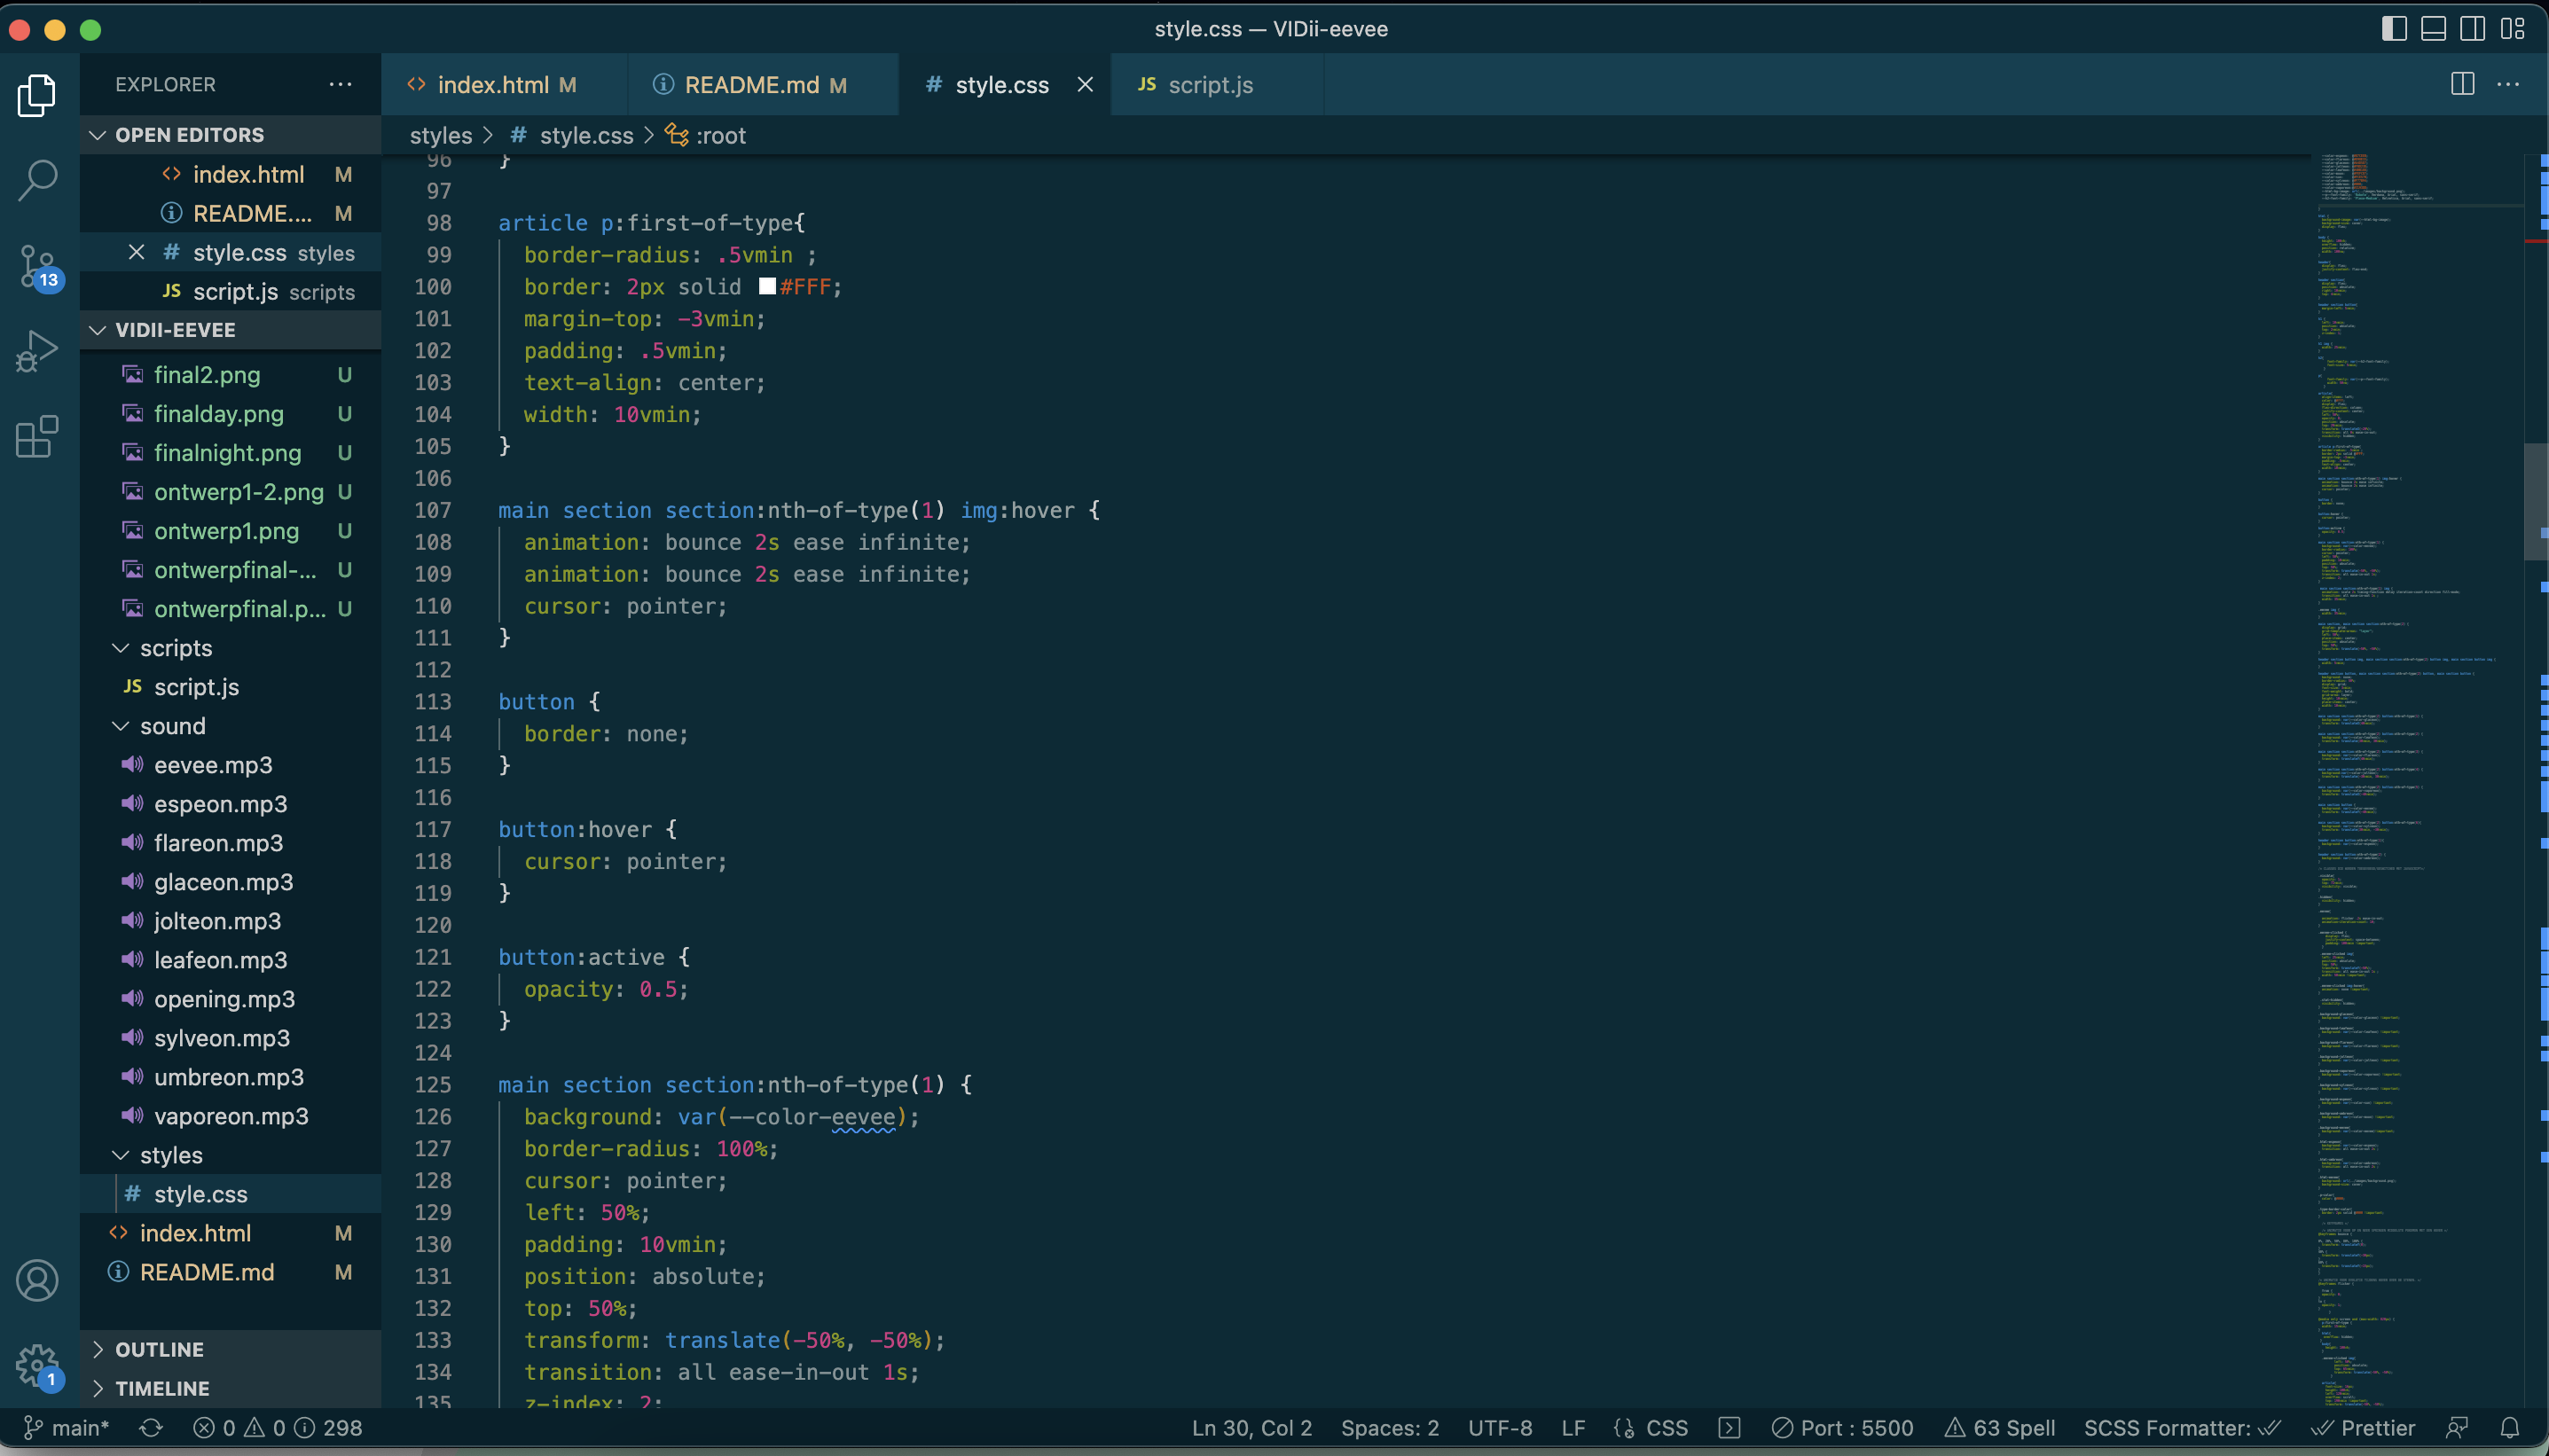 style.css — VIDii-eevee
EXPLORER
index.html M
README.md M
# style.css
JS script.js
OPEN EDITORS
styles > # style.css > :root
index.html M
README.... M
# style.css styles
JS script.js scripts
VIDII-EEVEE
final2.png U
finalday.png U
finalnight.png U
ontwerp1-2.png U
ontwerp1.png U
ontwerpfinal-... U
ontwerpfinal.p... U
scripts
JS script.js
sound
eevee.mp3
espeon.mp3
flareon.mp3
glaceon.mp3
jolteon.mp3
leafeon.mp3
opening.mp3
sylveon.mp3
umbreon.mp3
vaporeon.mp3
styles
# style.css
index.html M
README.md M
OUTLINE
TIMELINE
13
1
96 }
97
98 article p:first-of-type{
99 border-radius: .5vmin ;
100 border: 2px solid #FFF;
101 margin-top: -3vmin;
102 padding: .5vmin;
103 text-align: center;
104 width: 10vmin;
105 }
106
107 main section section:nth-of-type(1) img:hover {
108 animation: bounce 2s ease infinite;
109 animation: bounce 2s ease infinite;
110 cursor: pointer;
111 }
112
113 button {
114 border: none;
115 }
116
117 button:hover {
118 cursor: pointer;
119 }
120
121 button:active {
122 opacity: 0.5;
123 }
124
125 main section section:nth-of-type(1) {
126 background: var(--color-eevee);
127 border-radius: 100%;
128 cursor: pointer;
129 left: 50%;
130 padding: 10vmin;
131 position: absolute;
132 top: 50%;
133 transform: translate(-50%, -50%);
134 transition: all ease-in-out 1s;
135 z-index: 2;
main* 0 0 298 Ln 30, Col 2 Spaces: 2 UTF-8 LF CSS Port : 5500 63 Spell SCSS Formatter: Prettier